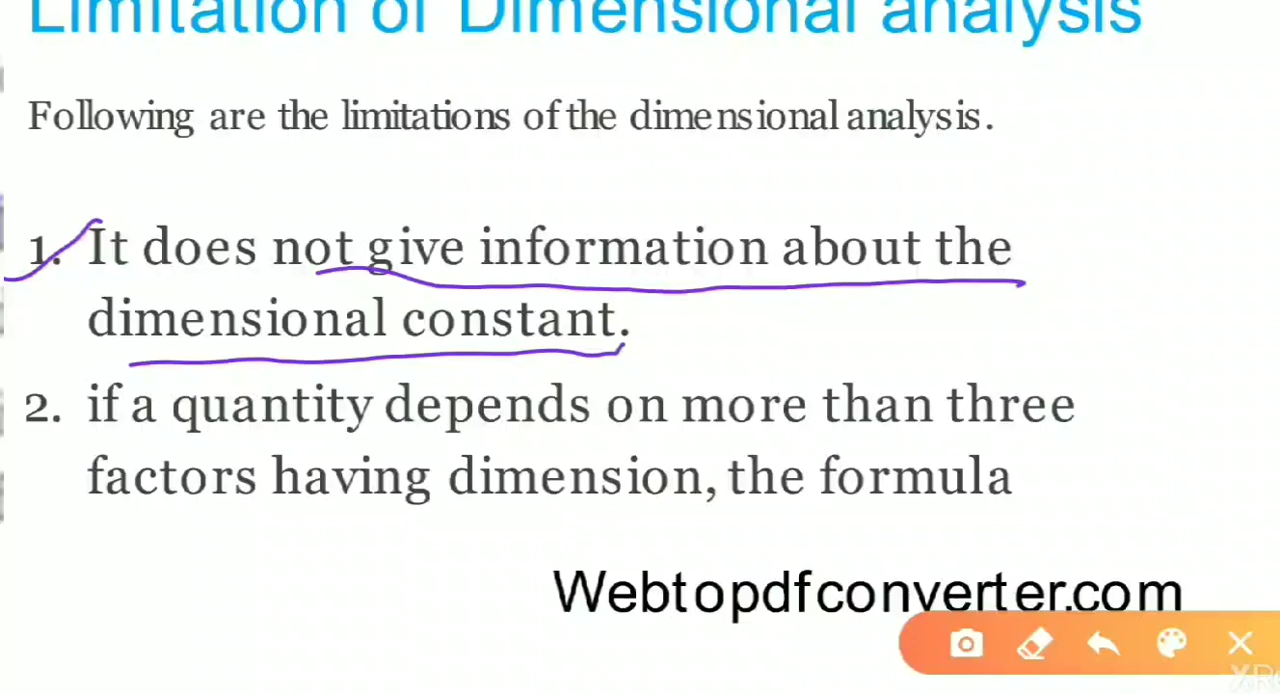 Limitation of Dimensional analysis
Following are the limitations of the dimensional analysis.
1. It does not give information about the
dimensional constant.
2. if a quantity depends on more than three
factors having dimension, the formula
Webtopdfconverter.com